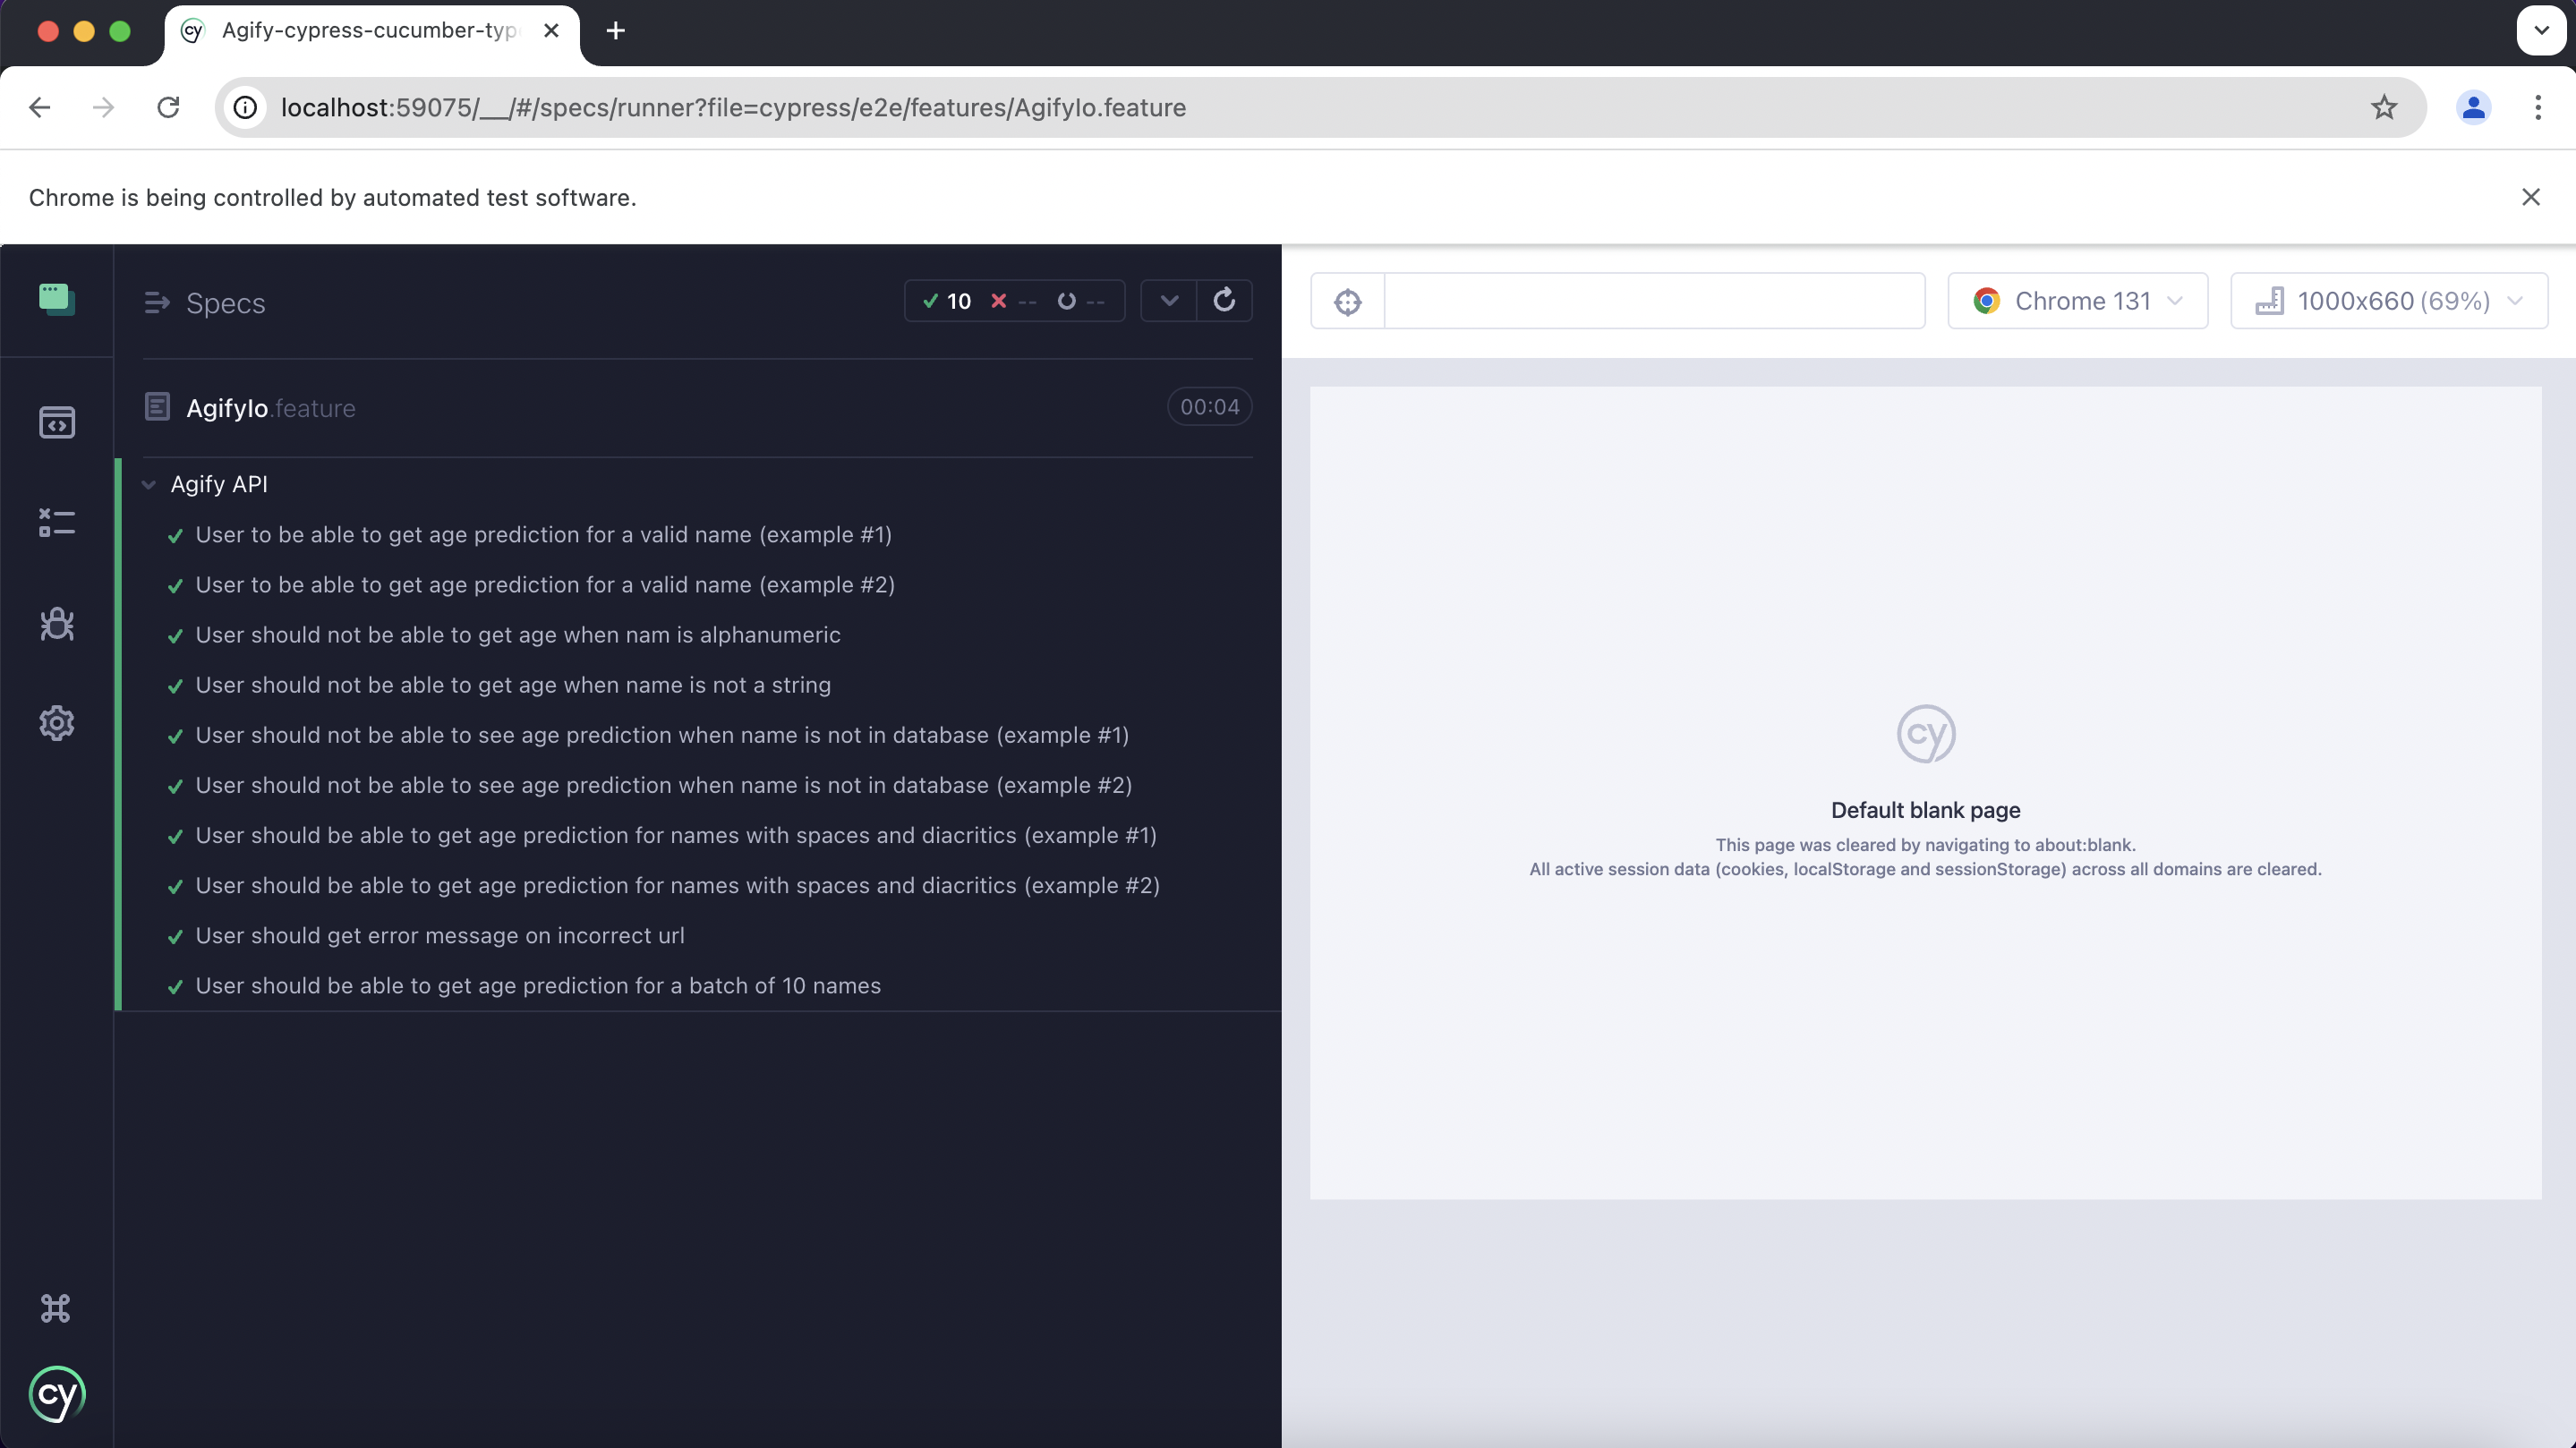 cy Agify-cypress-cucumber-typ
localhost:59075/__/#/specs/runner?file=cypress/e2e/features/AgifyIo.feature
Chrome is being controlled by automated test software.
Specs
10 -- --
Chrome 131
1000x660 (69%)
AgifyIo.feature
00:04
Agify API
User to be able to get age prediction for a valid name (example #1)
User to be able to get age prediction for a valid name (example #2)
User should not be able to get age when nam is alphanumeric
User should not be able to get age when name is not a string
User should not be able to see age prediction when name is not in database (example #1)
User should not be able to see age prediction when name is not in database (example #2)
User should be able to get age prediction for names with spaces and diacritics (example #1)
User should be able to get age prediction for names with spaces and diacritics (example #2)
User should get error message on incorrect url
User should be able to get age prediction for a batch of 10 names
cy
Default blank page
This page was cleared by navigating to about:blank.
All active session data (cookies, localStorage and sessionStorage) across all domains are cleared.
cy